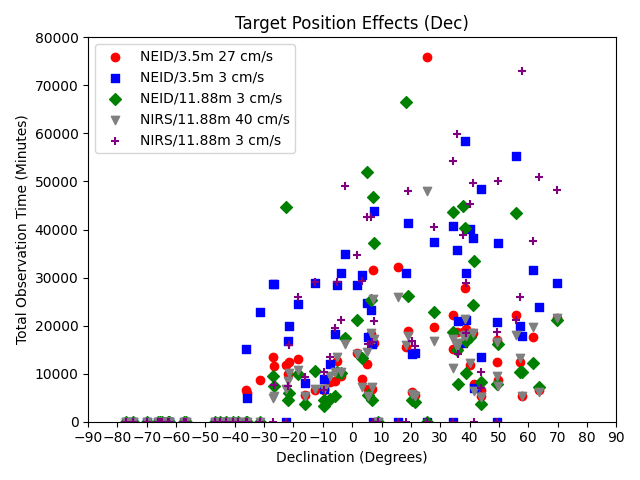 Target Position Effects (Dec)
Total Observation Time (Minutes)
80000
70000
60000
50000
40000
30000
20000
10000
0
NEID/3.5m 27 cm/s
NEID/3.5m 3 cm/s
NEID/11.88m 3 cm/s
NIRS/11.88m 40 cm/s
NIRS/11.88m 3 cm/s
−90 −80 −70 −60 −50 −40 −30 −20 −10 0 10 20 30 40 50 60 70 80 90
Declination (Degrees)